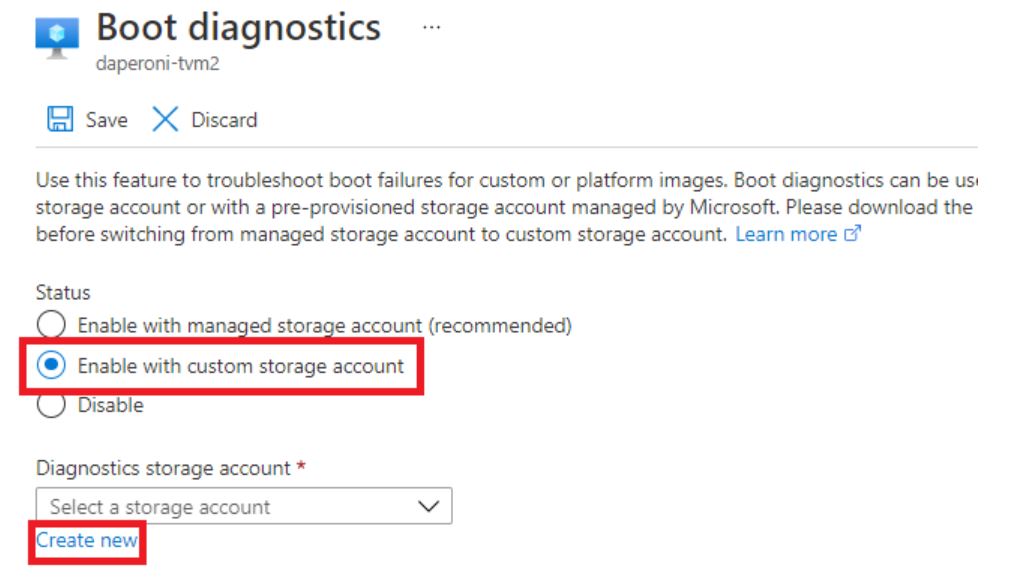 Boot diagnostics ...
daperoni-tvm2
Save Discard
Use this feature to troubleshoot boot failures for custom or platform images. Boot diagnostics can be
storage account or with a pre-provisioned storage account managed by Microsoft. Please download the
before switching from managed storage account to custom storage account. Learn more
Status
Enable with managed storage account (recommended)
Enable with custom storage account
Disable
Diagnostics storage account *
Select a storage account
Create new